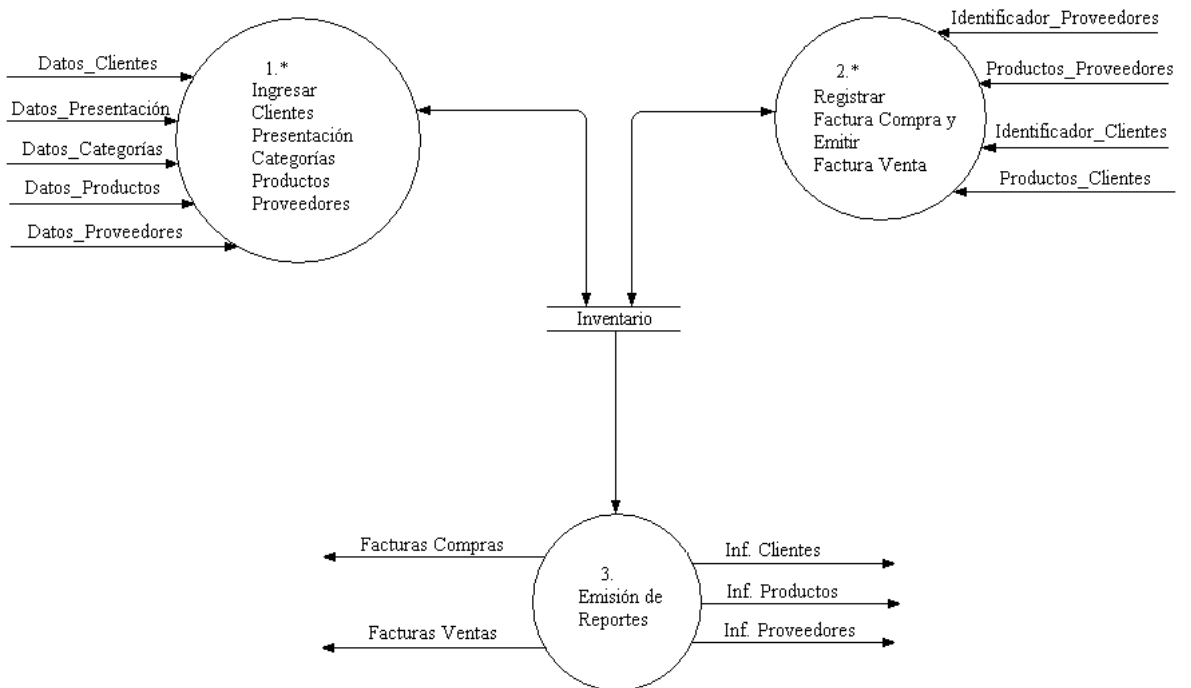 Datos_Clientes
Datos_Presentación
Datos_Categorías
Datos_Productos
Datos_Proveedores
1.*
Ingresar
Clientes
Presentación
Categorías
Productos
Proveedores
2.*
Registrar
Factura Compra y
Emitir
Factura Venta
Identificador_Proveedores
Productos_Proveedores
Identificador_Clientes
Productos_Clientes
Inventario
Facturas Compras
Facturas Ventas
3.
Emisión de
Reportes
Inf. Clientes
Inf. Productos
Inf. Proveedores